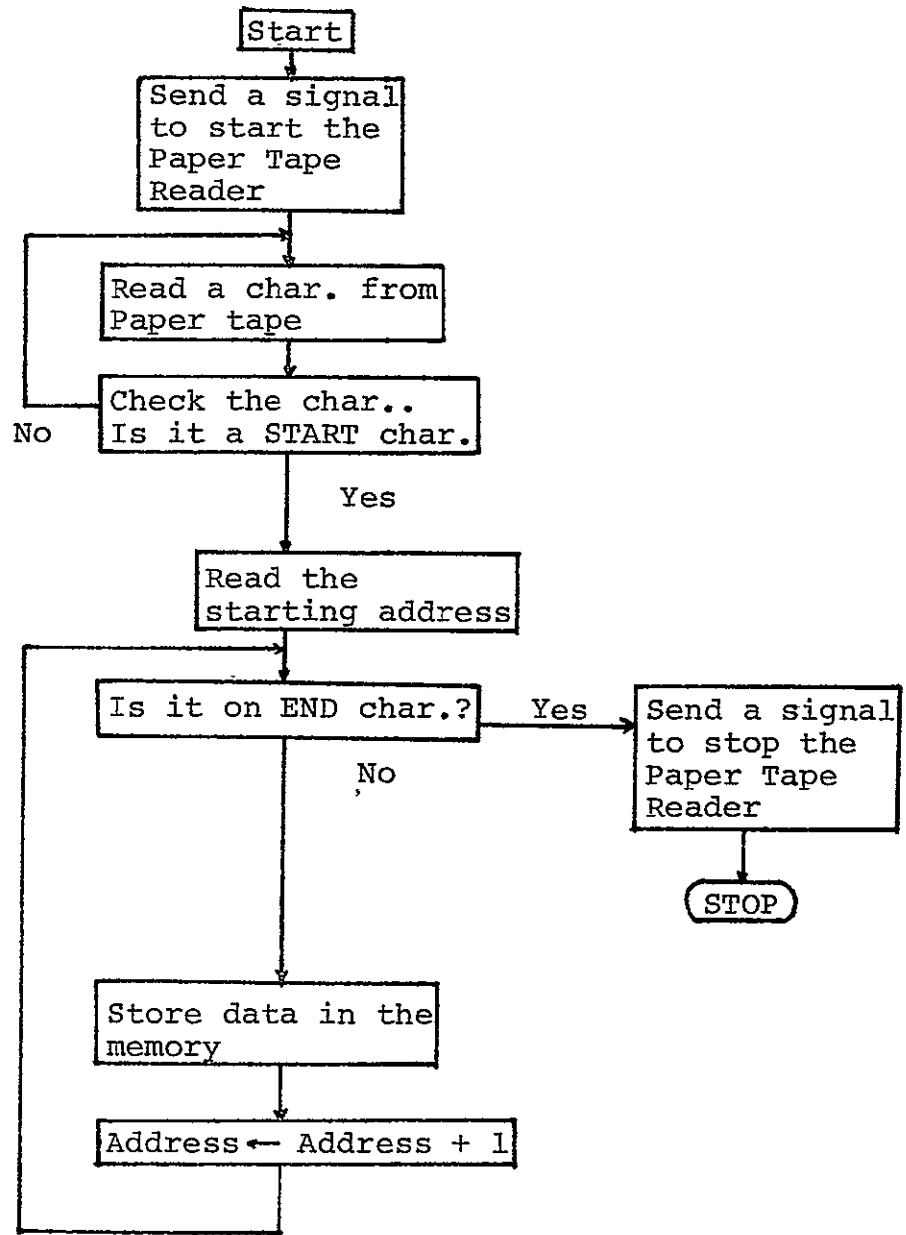 Start
Send a signal
to start the
Paper Tape
Reader
Read a char. from
Paper tape
Check the char..
Is it a START char.
No
Yes
Read the
starting address
Is it on END char.?
Yes
Send a signal
to stop the
Paper Tape
Reader
No
STOP
Store data in the
memory
Address ← Address + 1